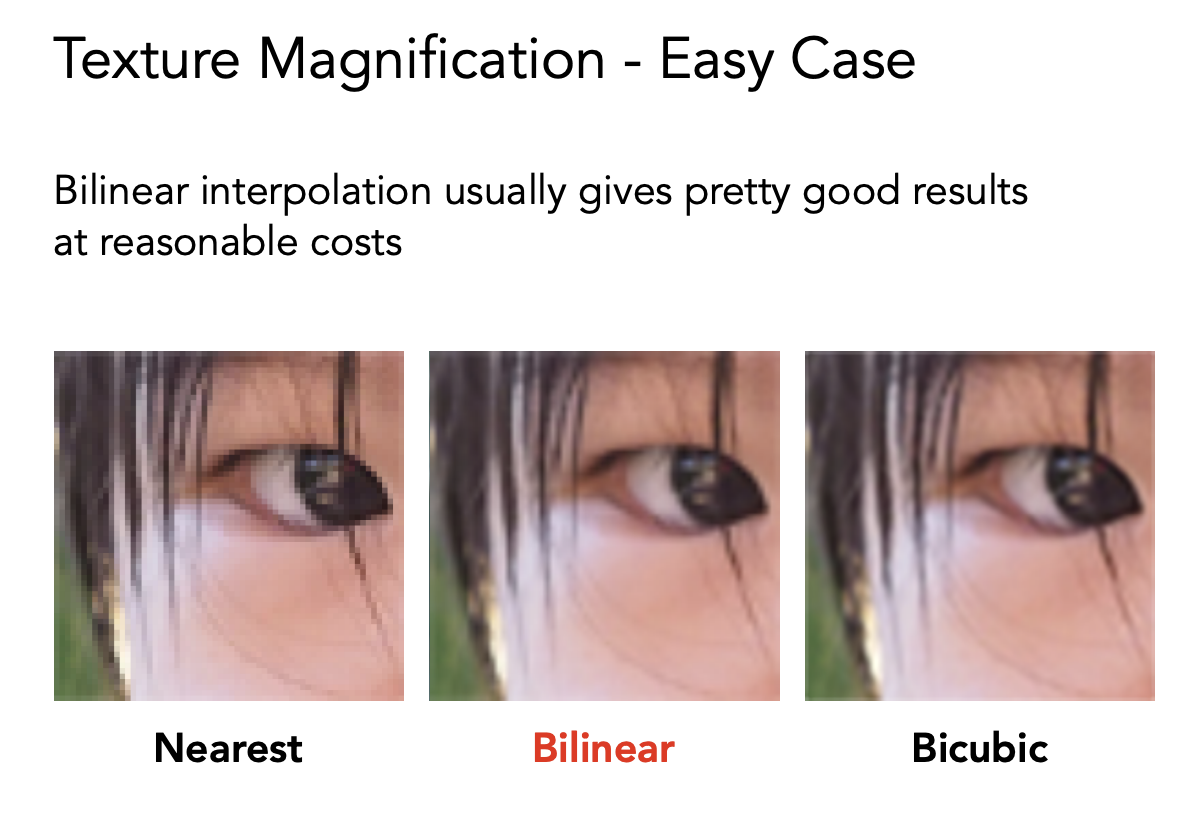 Texture Magnification - Easy Case
Bilinear interpolation usually gives pretty good results
at reasonable costs
Nearest
Bilinear
Bicubic